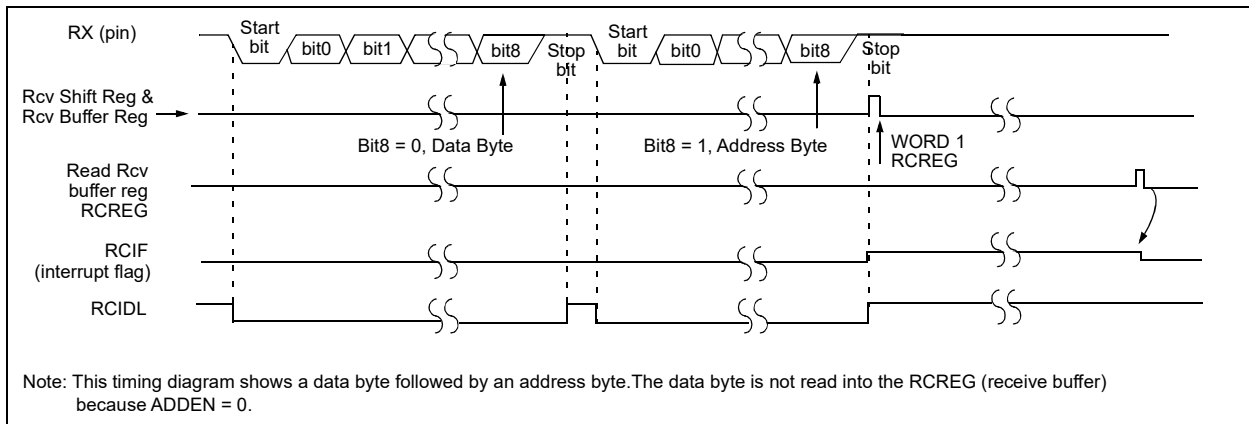 RX (pin)
Start
bit
bit0
bit1
bit8
Stop
bit
Start
bit
bit0
bit8
Stop
bit
Rcv Shift Reg &
Rcv Buffer Reg
Bit8 = 0, Data Byte
Bit8 = 1, Address Byte
WORD 1
RCREG
Read Rcv
buffer reg
RCREG
RCIF
(interrupt flag)
RCIDL
Note: This timing diagram shows a data byte followed by an address byte.The data byte is not read into the RCREG (receive buffer)
because ADDEN = 0.